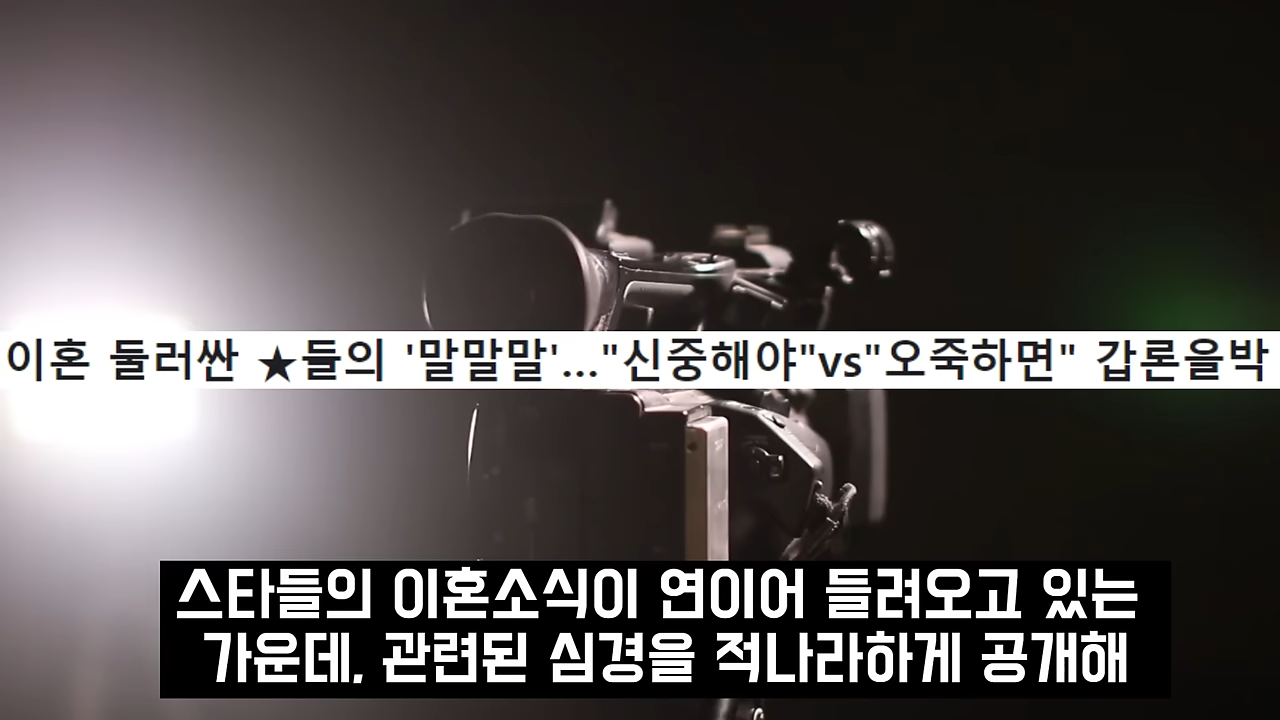 이혼 둘러싼 ★들의 '말말말'..."신중해야"vs"오죽하면" 갑론을박
스타들의 이혼소식이 연이어 들려오고 있는
가운데, 관련된 심경을 적나라하게 공개해